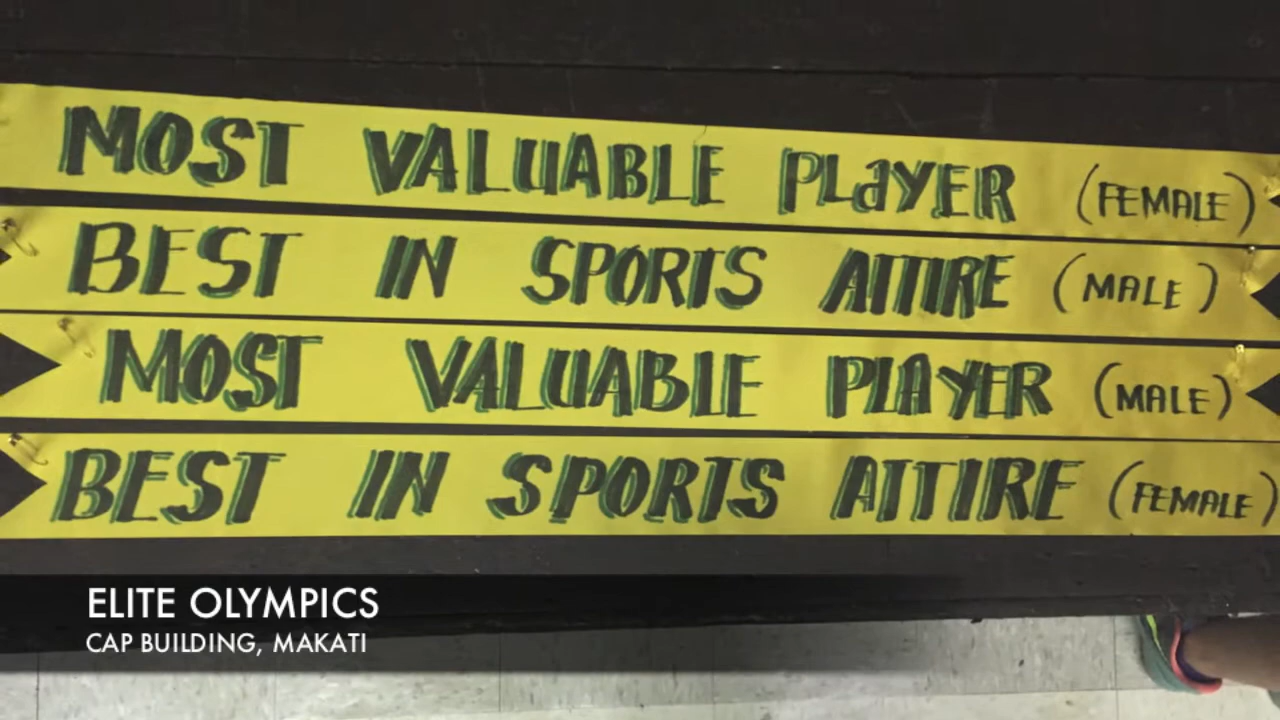 MOST VALUABLE PLAYER (FEMALE)
BEST IN SPORTS ATTIRE (MALE)
MOST VALUABLE PLAYER (MALE)
BEST IN SPORTS ATTIRE (FEMALE)
ELITE OLYMPICS
CAP BUILDING, MAKATI